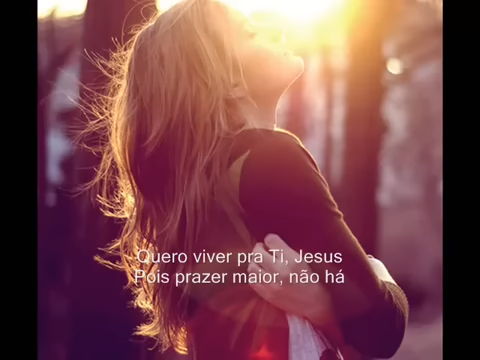 Quero viver pra Ti, Jesus
Pois prazer maior, não há